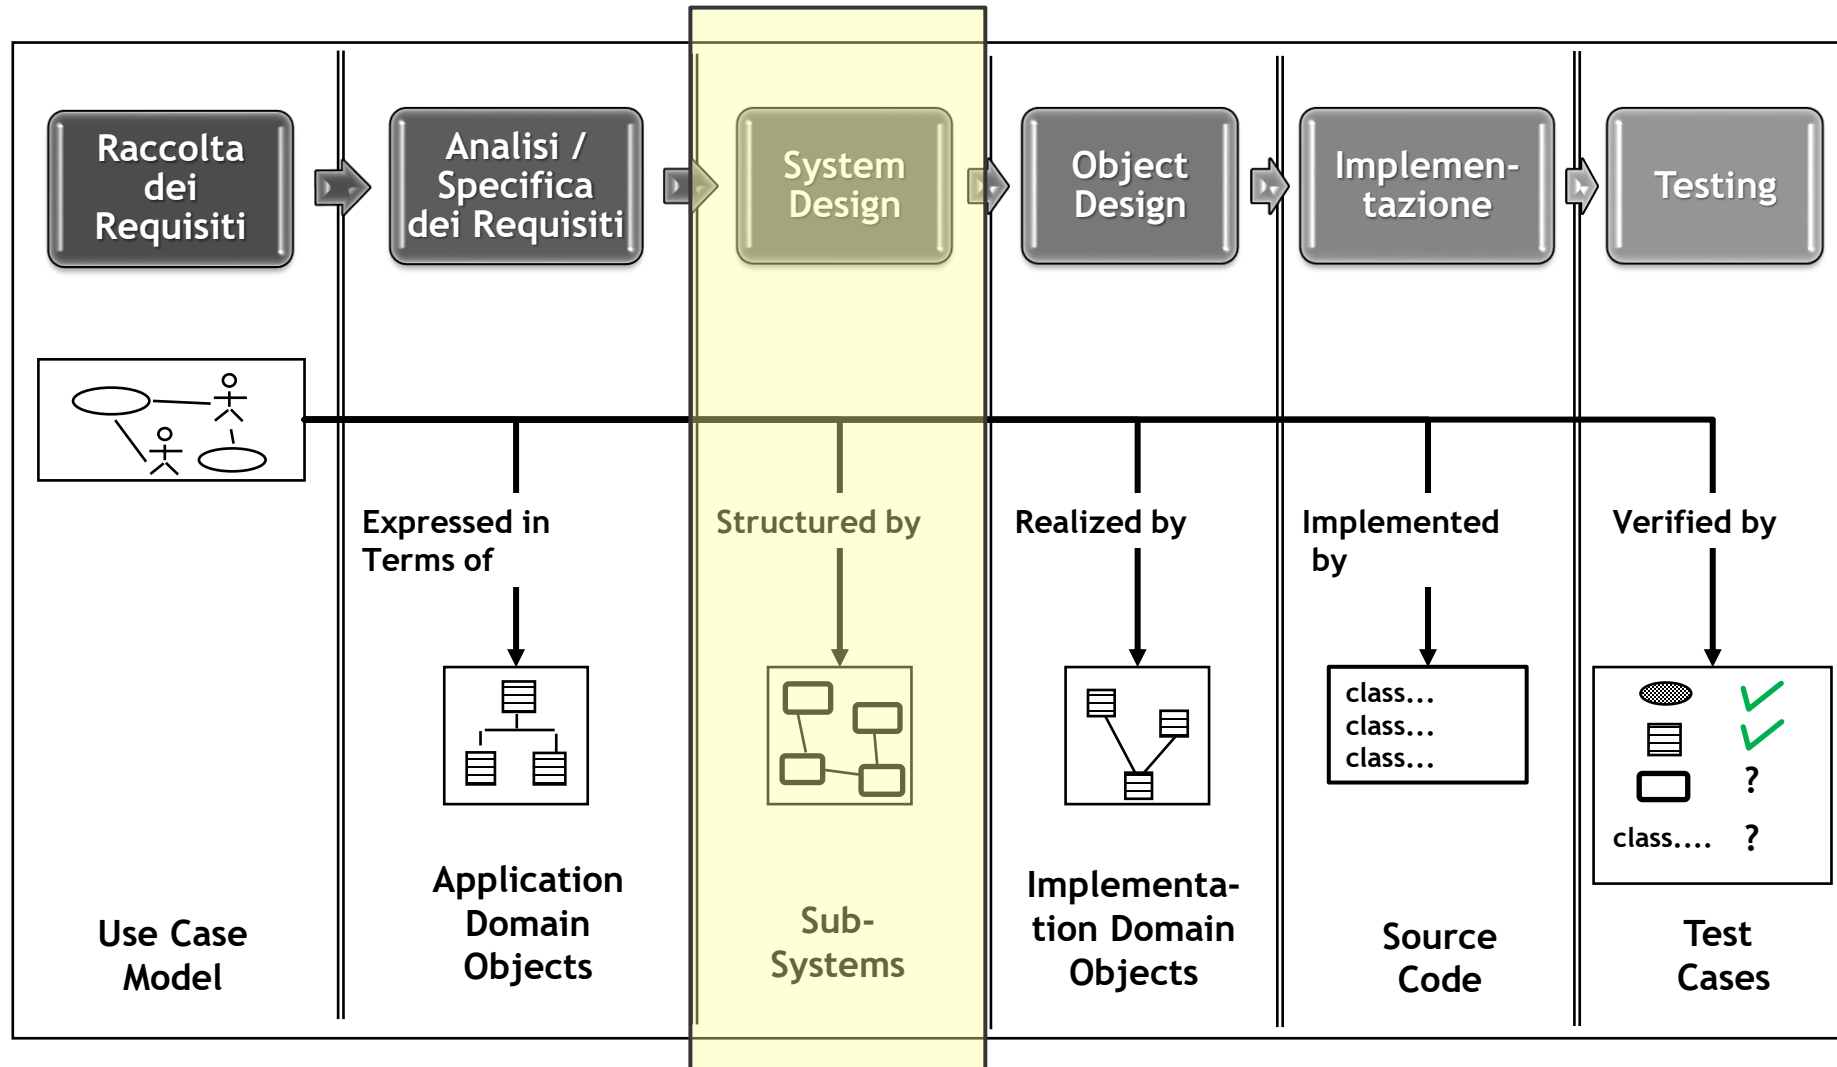 Raccolta
dei
Requisiti
Analisi /
Specifica
dei Requisiti
System
Design
Object
Design
Implemen-
tazione
Testing
Expressed in
Terms of
Structured by
Realized by
Implemented
by
Verified by
class...
class...
class...
?
class.... ?
Use Case
Model
Application
Domain
Objects
Sub-
Systems
Implementa-
tion Domain
Objects
Source
Code
Test
Cases